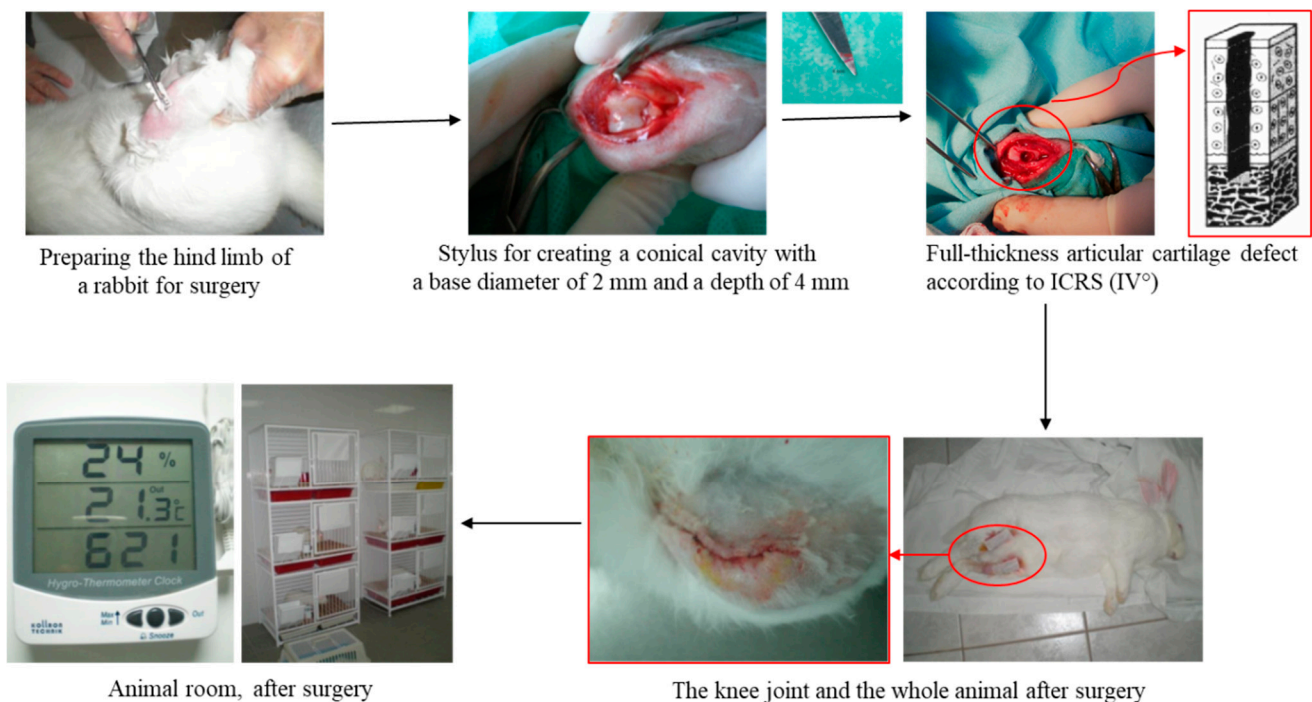 Preparing the hind limb of
a rabbit for surgery
Stylus for creating a conical cavity with
a base diameter of 2 mm and a depth of 4 mm
Full-thickness articular cartilage defect
according to ICRS (IV°)
24 %
Out
21.3 °C
621
Hygro-Thermometer Clock
Max
Min
Out
Snooze
TECHNIK
Animal room, after surgery
The knee joint and the whole animal after surgery